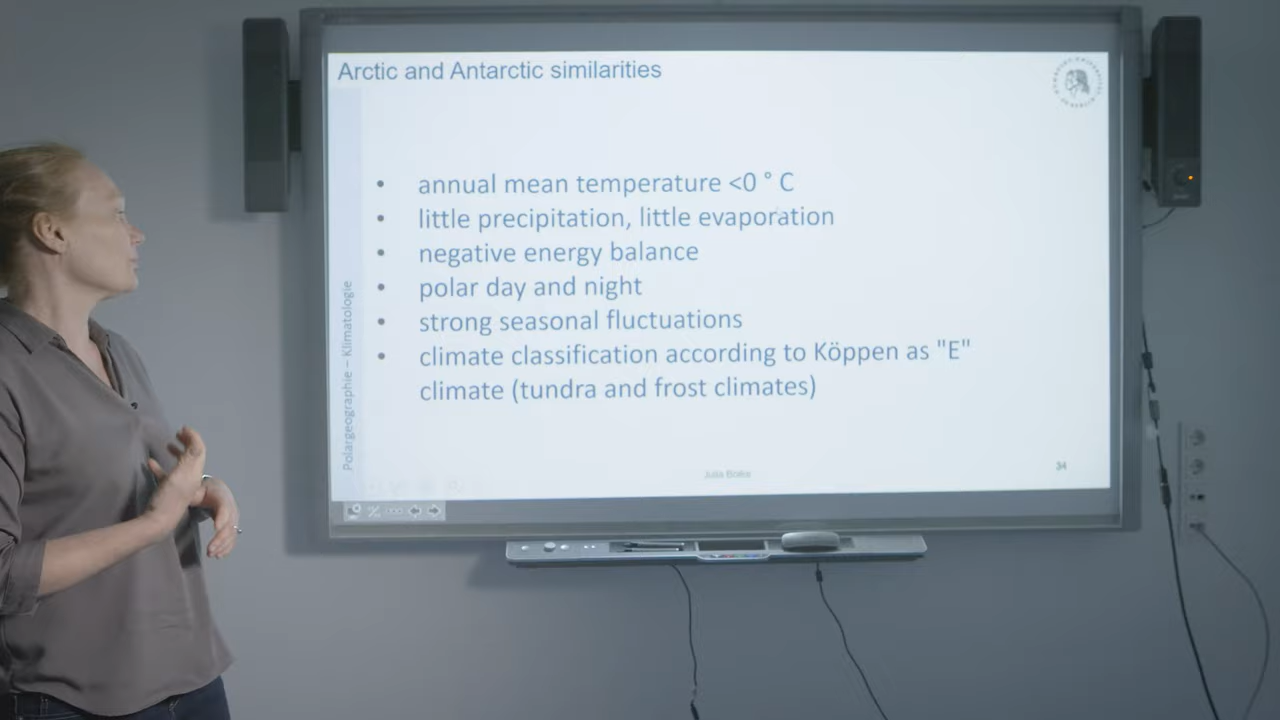 Arctic and Antarctic similarities
• annual mean temperature <0 ° C
• little precipitation, little evaporation
• negative energy balance
• polar day and night
• strong seasonal fluctuations
• climate classification according to Köppen as "E"
climate (tundra and frost climates)
Polargeographie – Klimatologie
Julia Boike
34